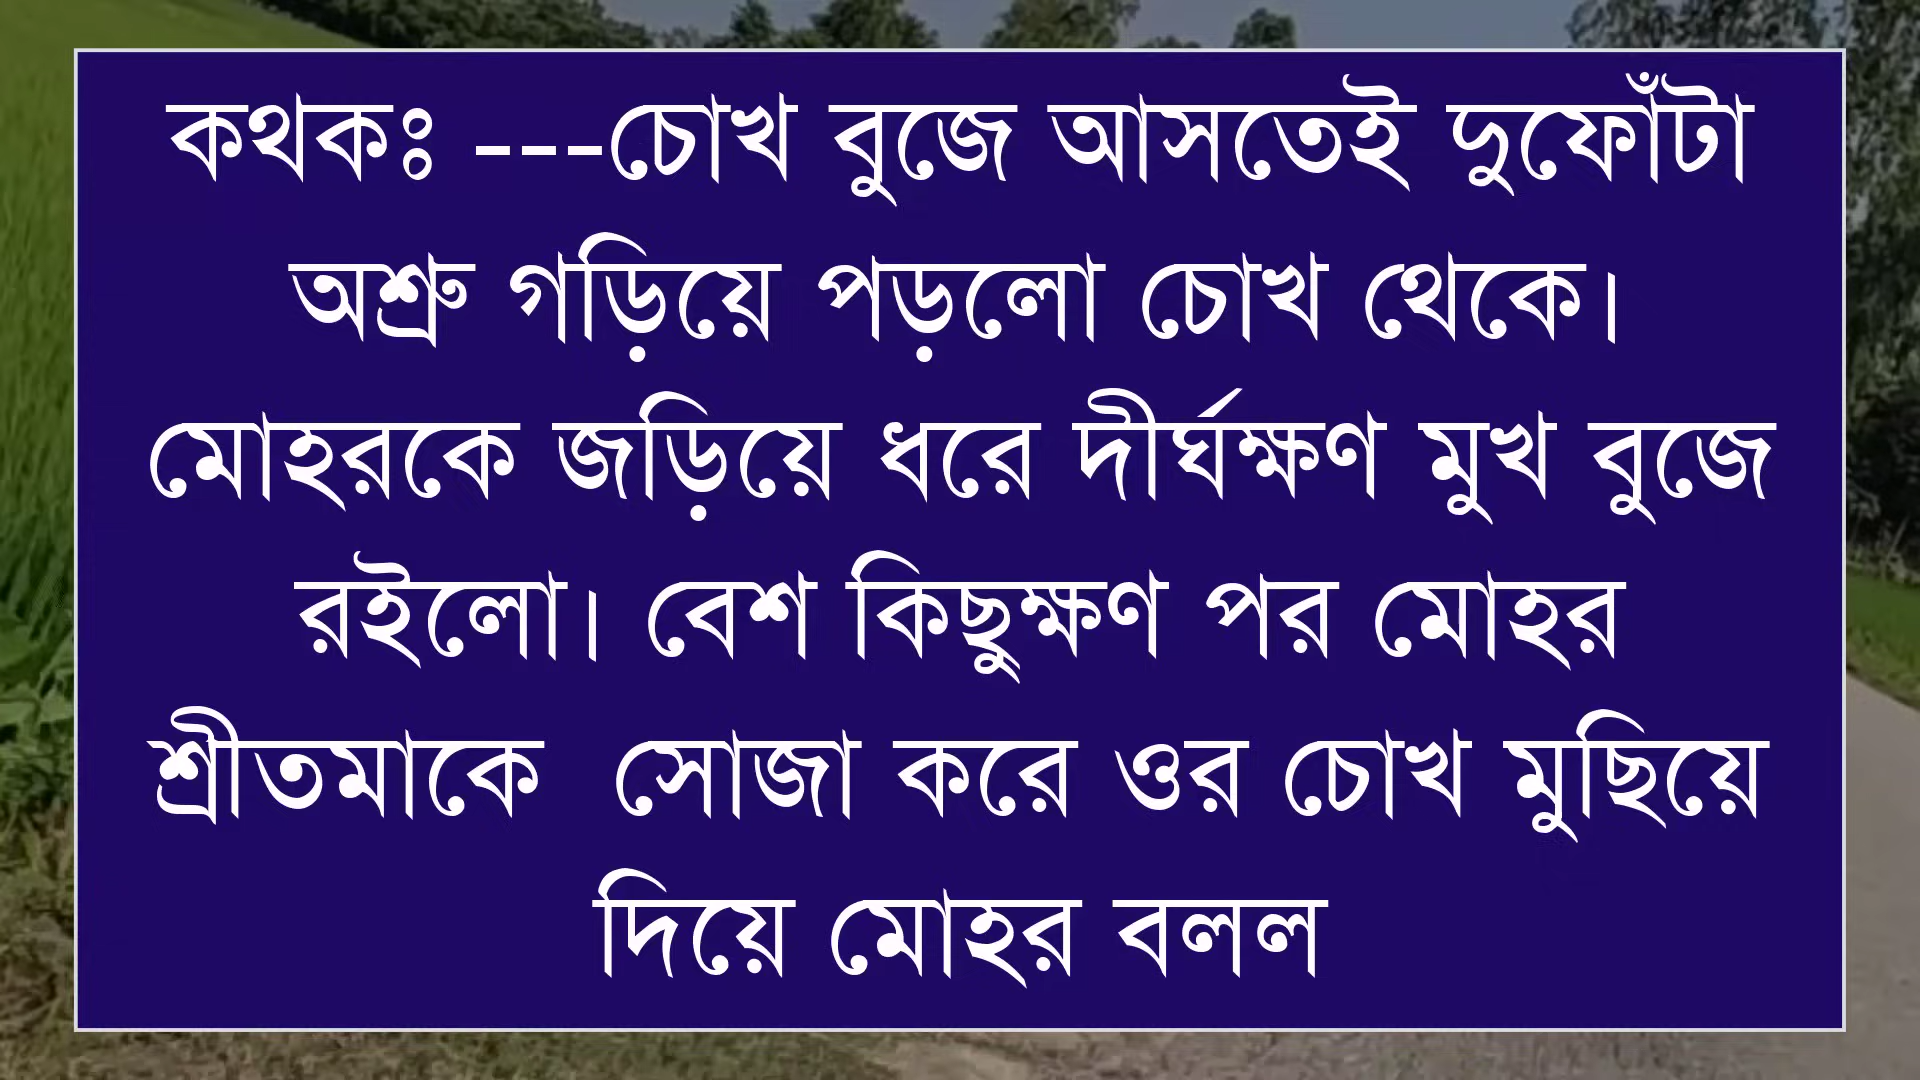 কথকঃ ---চোখ বুজে আসতেই দুফোঁটা
অশ্রু গড়িয়ে পড়লো চোখ থেকে।
মোহরকে জড়িয়ে ধরে দীর্ঘক্ষণ মুখ বুজে
রইলো। বেশ কিছুক্ষণ পর মোহর
শ্রীতমাকে  সোজা করে ওর চোখ মুছিয়ে
দিয়ে মোহর বলল